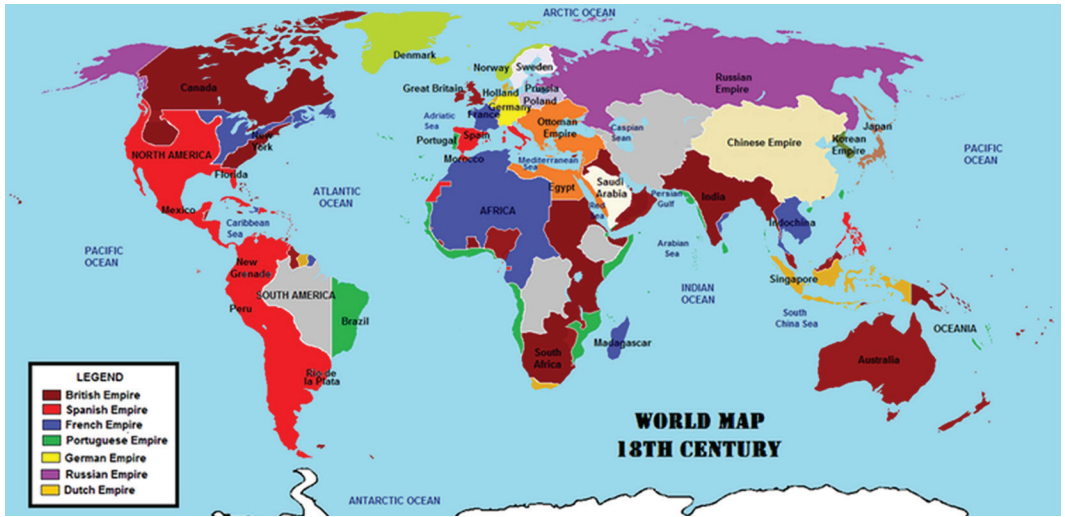 ARCTIC OCEAN
Denmark
Norway
Sweden
Russian
Empire
Canada
Great Britain
Holland
Prussia
Poland
Germany
France
Adriatic
Sea
Ottoman
Empire
Caspian
Sean
Chinese Empire
Korean
Empire
Japan
PACIFIC
OCEAN
New
York
NORTH AMERICA
Portugal
Spain
Morocco
Mediterranean
Sea
Florida
Egypt
Saudi
Arabia
Persian
Gulf
India
ATLANTIC
OCEAN
Mexico
Caribbean
Sea
AFRICA
Red
Sea
Arabian
Sea
Indochina
PACIFIC
OCEAN
New
Grenade
SOUTH AMERICA
Peru
Brazil
INDIAN
OCEAN
Singapore
South
China Sea
OCEANIA
Madagascar
South
Africa
Australia
Rio de
la Plata
LEGEND
British Empire
Spanish Empire
French Empire
Portuguese Empire
German Empire
Russian Empire
Dutch Empire
WORLD MAP
18TH CENTURY
ANTARCTIC OCEAN